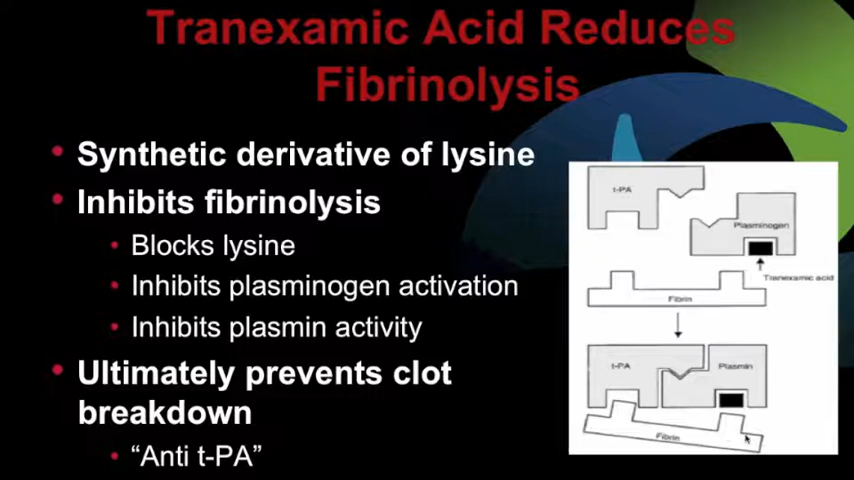 Tranexamic Acid Reduces
Fibrinolysis
• Synthetic derivative of lysine
• Inhibits fibrinolysis
• Blocks lysine
• Inhibits plasminogen activation
• Inhibits plasmin activity
• Ultimately prevents clot
breakdown
• “Anti t-PA”
t-PA
Plasminogen
Tranexamic acid
Fibrin
t-PA
Plasmin
Fibrin